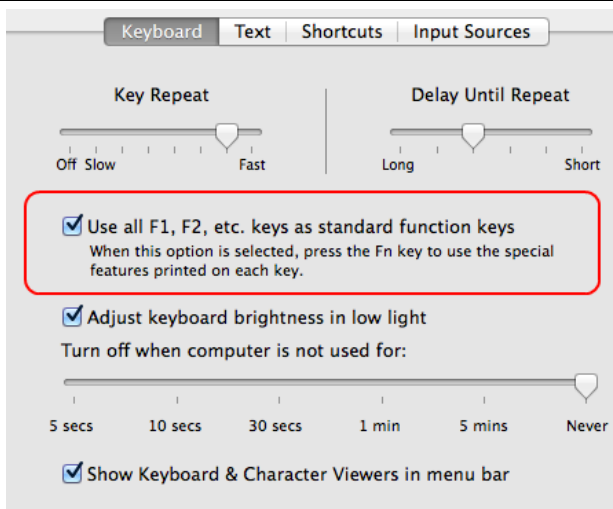 Keyboard Text Shortcuts Input Sources
Key Repeat Delay Until Repeat
Off Slow Fast Long Short
Use all F1, F2, etc. keys as standard function keys
When this option is selected, press the Fn key to use the special
features printed on each key.
Adjust keyboard brightness in low light
Turn off when computer is not used for:
5 secs 10 secs 30 secs 1 min 5 mins Never
Show Keyboard & Character Viewers in menu bar